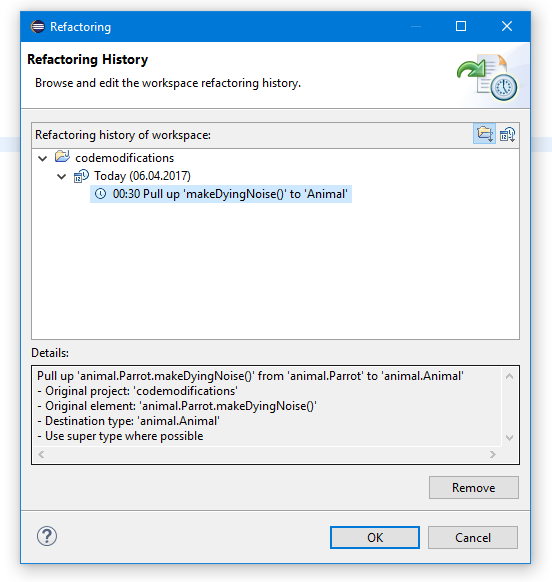 Refactoring
Refactoring History
Browse and edit the workspace refactoring history.
Refactoring history of workspace:
codemodifications
Today (06.04.2017)
00:30 Pull up 'makeDyingNoise()' to 'Animal'
Details:
Pull up 'animal.Parrot.makeDyingNoise()' from 'animal.Parrot' to 'animal.Animal'
- Original project: 'codemodifications'
- Original element: 'animal.Parrot.makeDyingNoise()'
- Destination type: 'animal.Animal'
- Use super type where possible
Remove
OK
Cancel